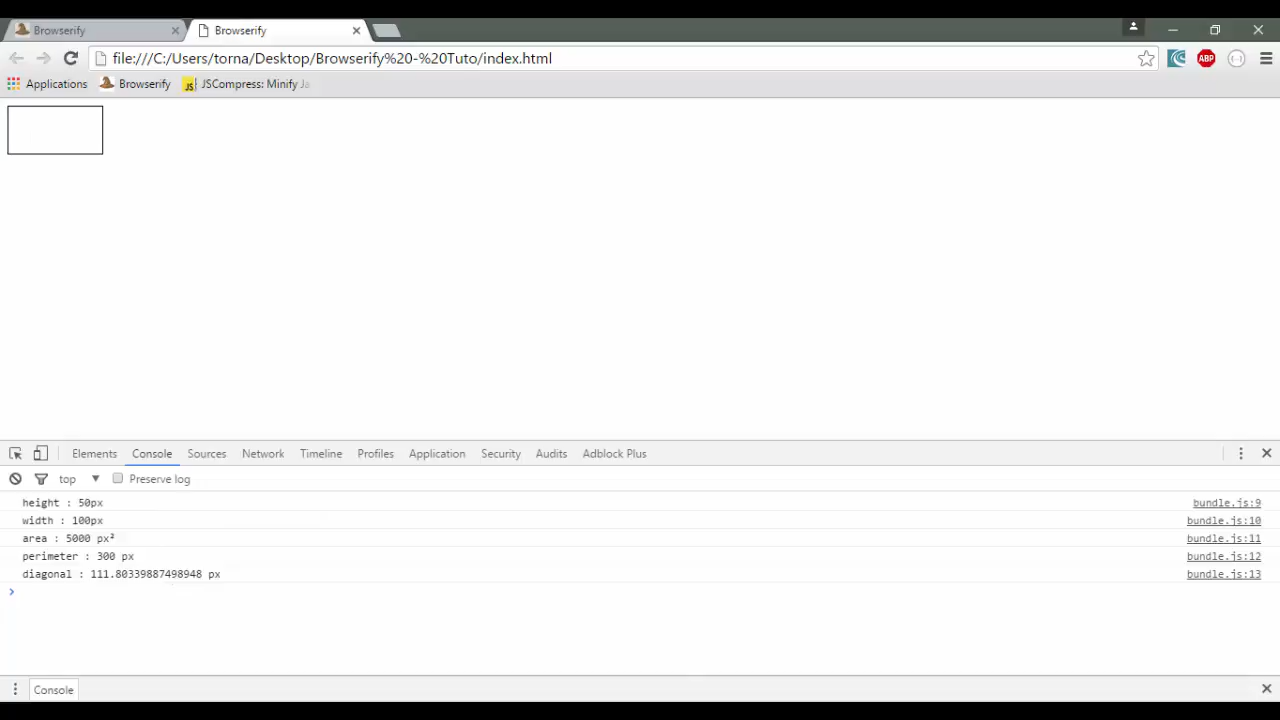 Browserify
Browserify
file:///C:/Users/torna/Desktop/Browserify%20-%20Tuto/index.html
ABP
Applications
Browserify
JS
JSCompress: Minify Ja
Elements
Console
Sources
Network
Timeline
Profiles
Application
Security
Audits
Adblock Plus
top
Preserve log
height : 50px bundle.js:9
width : 100px bundle.js:10
area : 5000 px² bundle.js:11
perimeter : 300 px bundle.js:12
diagonal : 111.80339887498948 px bundle.js:13
Console